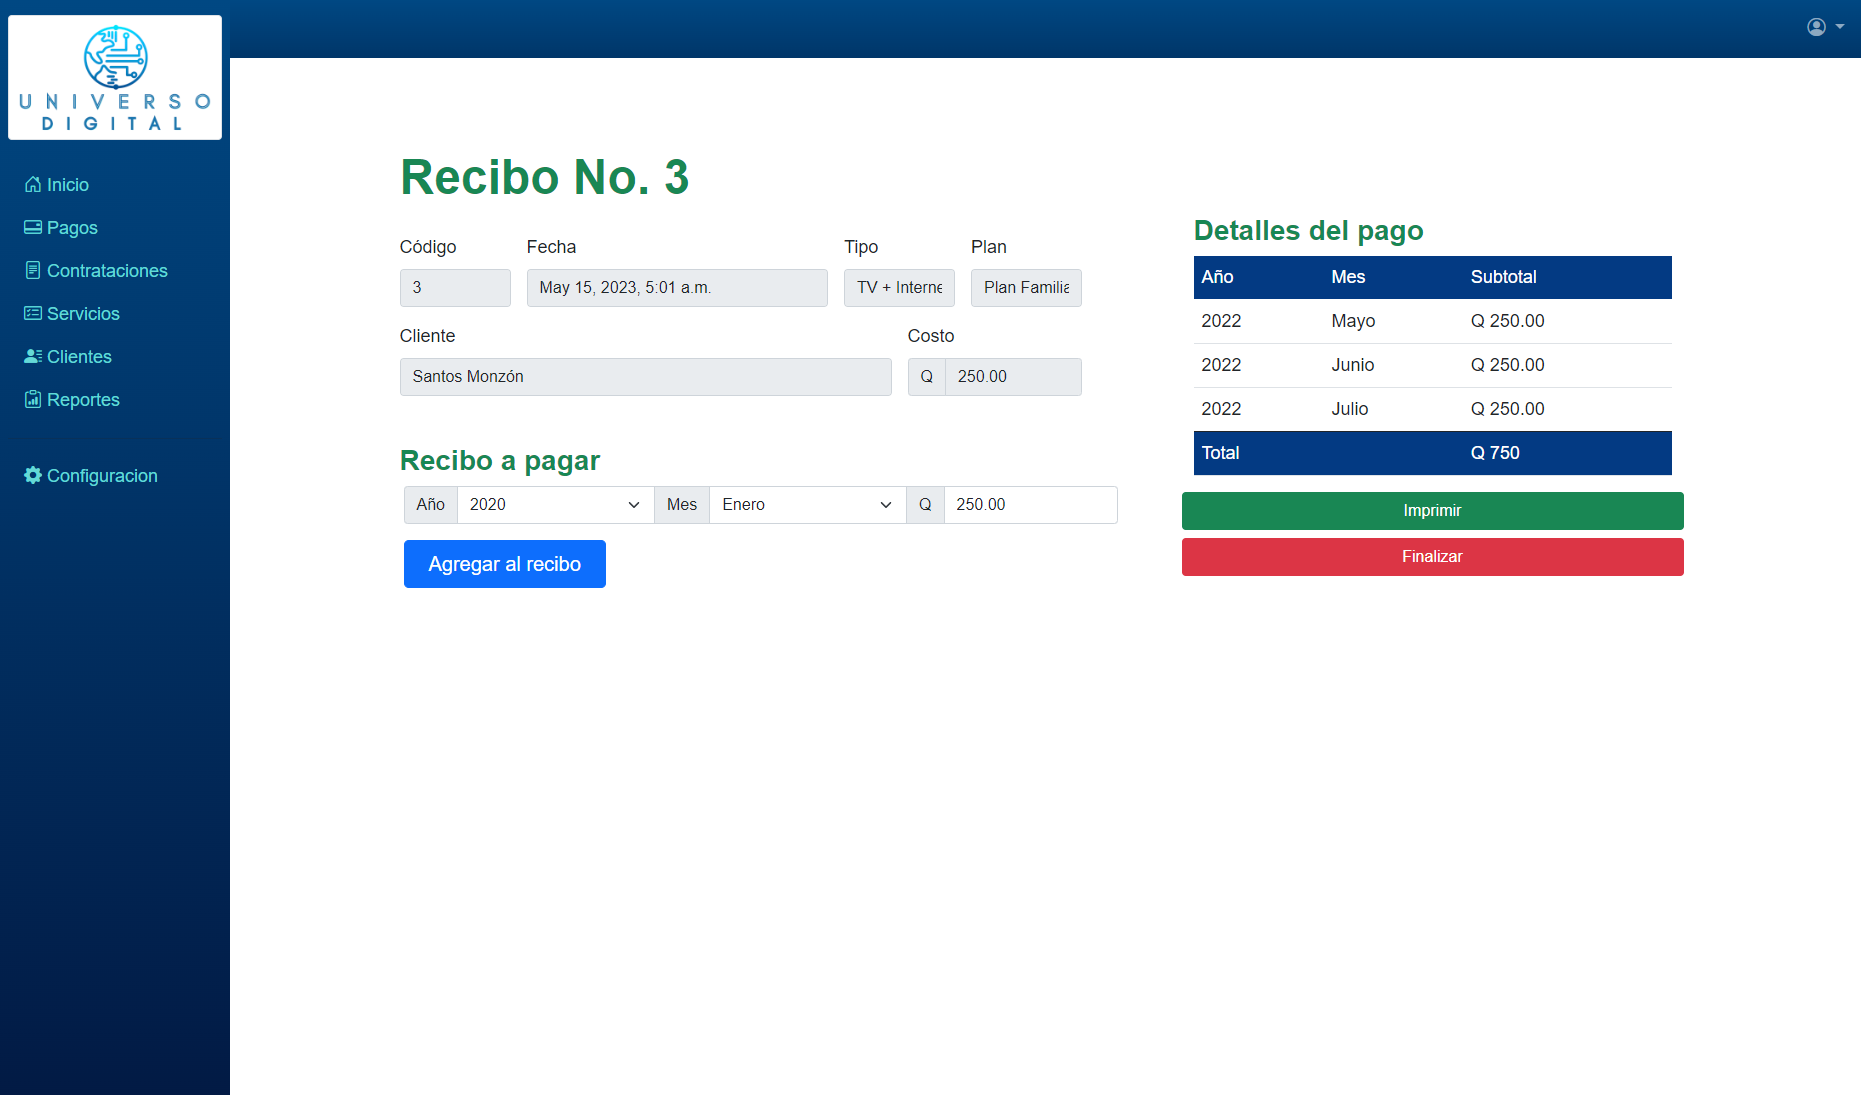 UNIVERSO
DIGITAL
Inicio
Pagos
Contrataciones
Servicios
Clientes
Reportes
Configuracion
Recibo No. 3
Código Fecha Tipo Plan
3 May 15, 2023, 5:01 a.m. TV + Interne Plan Familia
Cliente Costo
Santos Monzón Q 250.00
Recibo a pagar
Año 2020 Mes Enero Q 250.00
Agregar al recibo
Detalles del pago
Año Mes Subtotal
2022 Mayo Q 250.00
2022 Junio Q 250.00
2022 Julio Q 250.00
Total Q 750
Imprimir
Finalizar